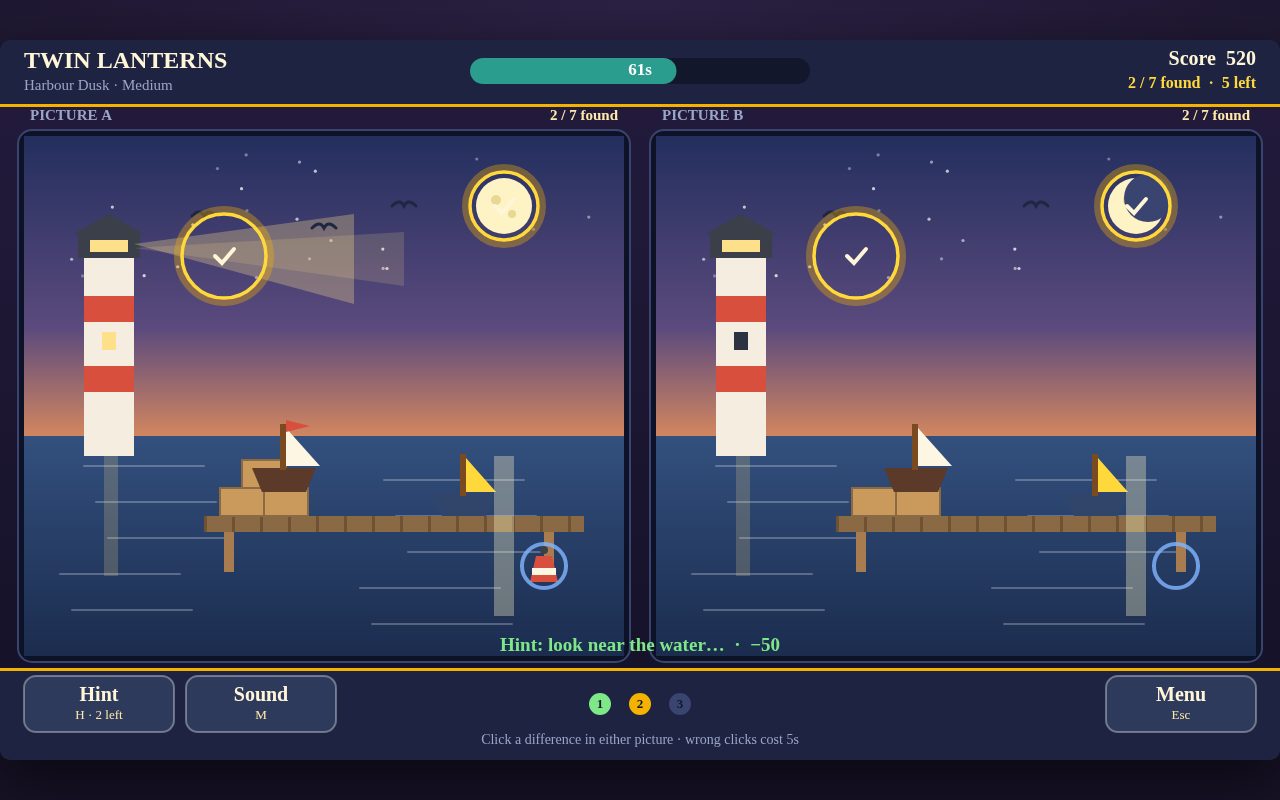 TWIN LANTERNS
Harbour Dusk · Medium
61s
Score 520
2 / 7 found · 5 left
PICTURE A
2 / 7 found
PICTURE B
2 / 7 found
Hint: look near the water… · −50
Hint
H · 2 left
Sound
M
1 2 3
Menu
Esc
Click a difference in either picture · wrong clicks cost 5s